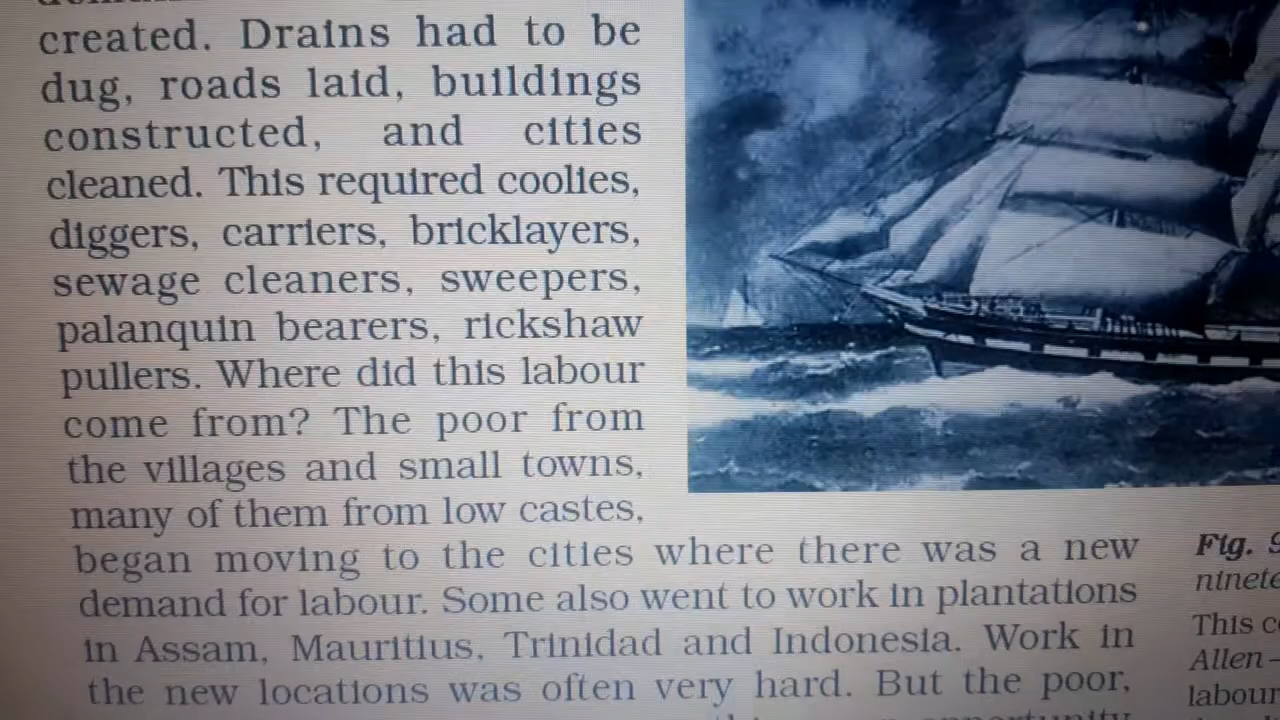 created. Drains had to be
dug, roads laid, buildings
constructed, and cities
cleaned. This required coolies,
diggers, carriers, bricklayers,
sewage cleaners, sweepers,
palanquin bearers, rickshaw
pullers. Where did this labour
come from? The poor from
the villages and small towns,
many of them from low castes,
began moving to the cities where there was a new
demand for labour. Some also went to work in plantations
in Assam, Mauritius, Trinidad and Indonesia. Work in
the new locations was often very hard. But the poor,
opportunity
Fig. 9
ninete
This c
Allen –
labour